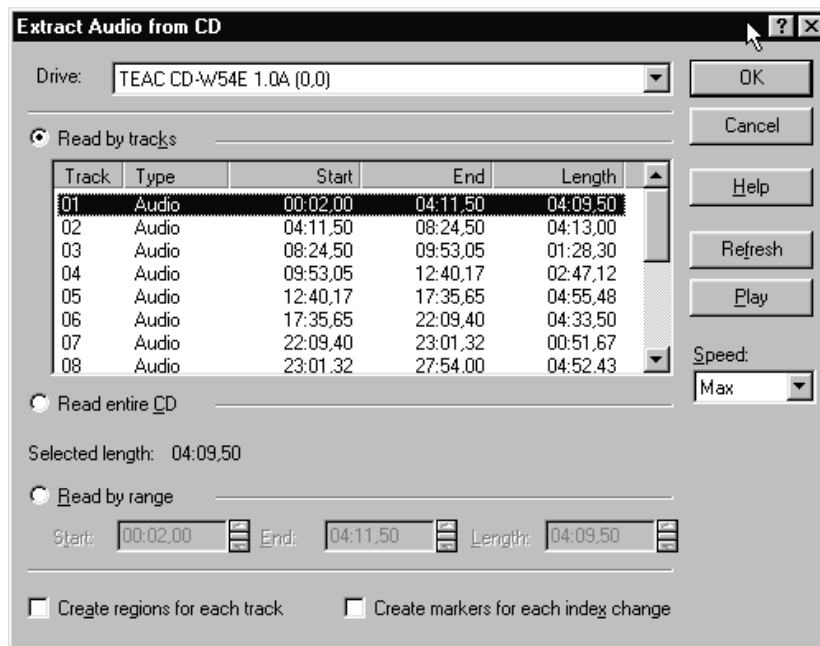 Extract Audio from CD
Drive: TEAC CD-W54E 1.0A (0,0)
OK
Cancel
Help
Refresh
Play
Speed:
Max
Read by tracks
Track Type Start End Length
01 Audio 00:02,00 04:11,50 04:09,50
02 Audio 04:11,50 08:24,50 04:13,00
03 Audio 08:24,50 09:53,05 01:28,30
04 Audio 09:53,05 12:40,17 02:47,12
05 Audio 12:40,17 17:35,65 04:55,48
06 Audio 17:35,65 22:09,40 04:33,50
07 Audio 22:09,40 23:01,32 00:51,67
08 Audio 23:01,32 27:54,00 04:52,43
Read entire CD
Selected length: 04:09,50
Read by range
Start: 00:02,00 End: 04:11,50 Length: 04:09,50
Create regions for each track Create markers for each index change